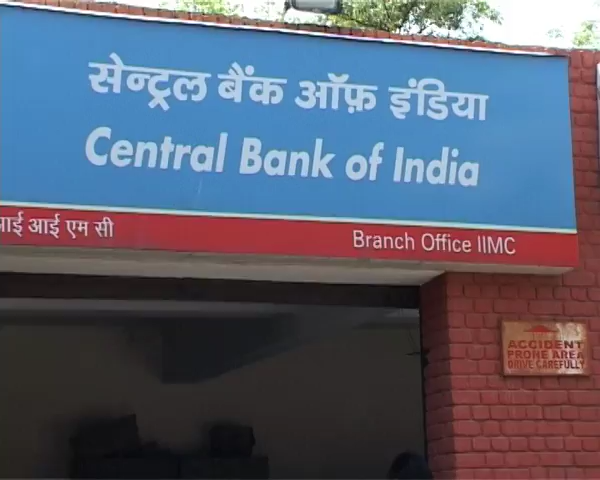 सेन्ट्रल बैंक ऑफ़ इंडिया
Central Bank of India
आई आई एम सी
Branch Office IIMC
ACCIDENT
PRONE AREA
DRIVE CAREFULLY